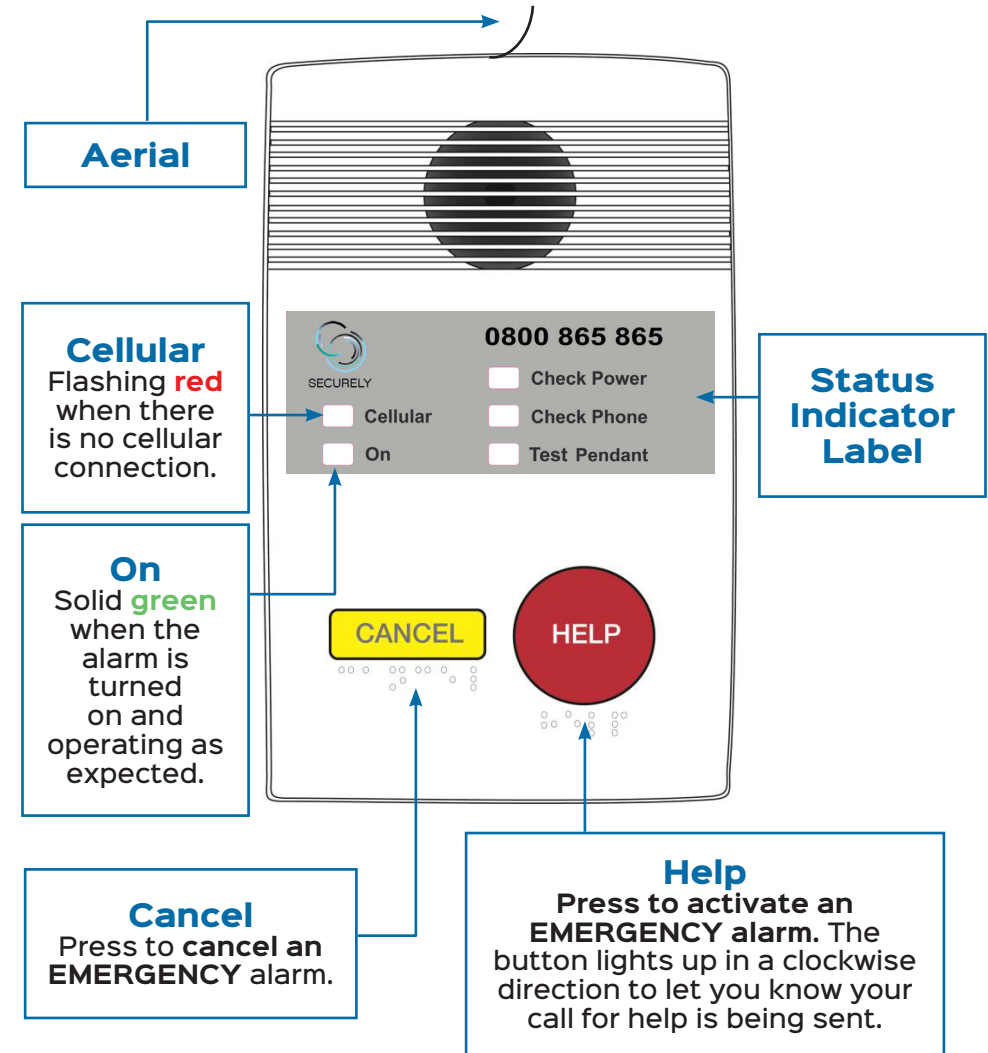 Aerial
Cellular
Flashing red
when there
is no cellular
connection.
On
Solid green
when the
alarm is
turned
on and
operating as
expected.
SECURELY
0800 865 865
Cellular
On
Check Power
Check Phone
Test Pendant
Status
Indicator
Label
CANCEL
HELP
Cancel
Press to cancel an
EMERGENCY alarm.
Help
Press to activate an
EMERGENCY alarm. The
button lights up in a clockwise
direction to let you know your
call for help is being sent.